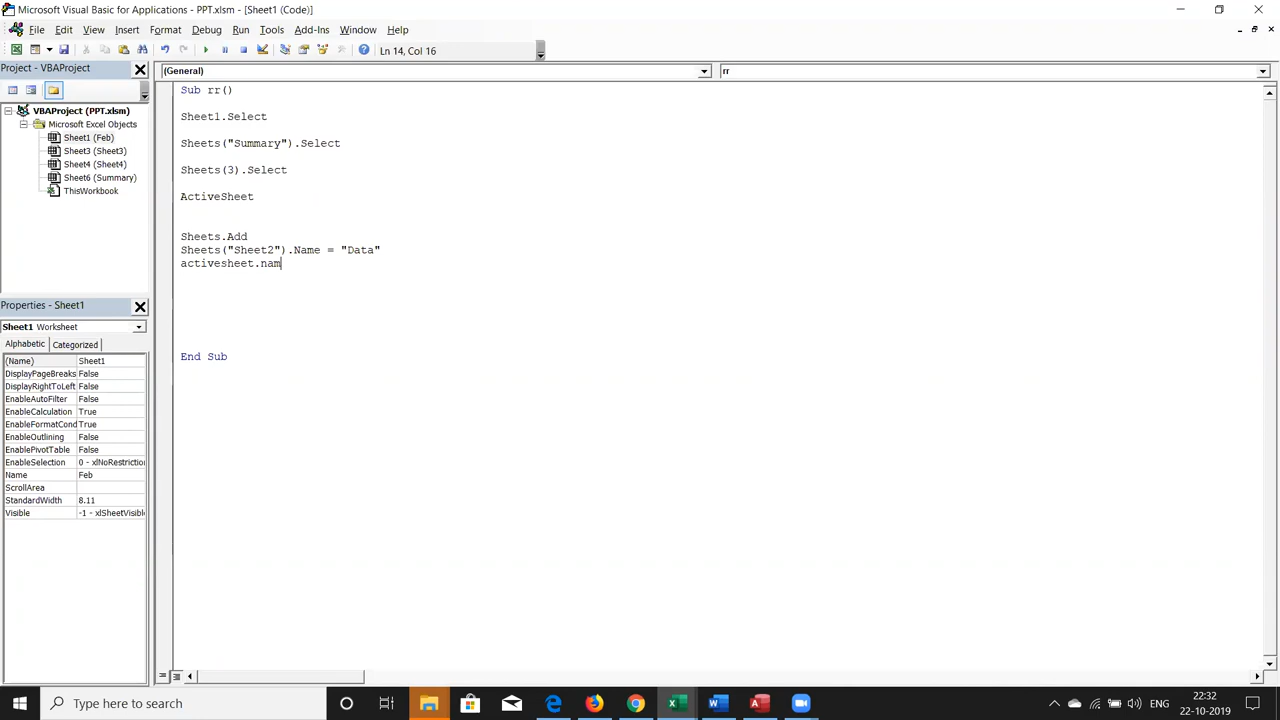 Microsoft Visual Basic for Applications - PPT.xlsm - [Sheet1 (Code)]
File Edit View Insert Format Debug Run Tools Add-Ins Window Help
Ln 14, Col 16
Project - VBAProject
(General)
rr
VBAProject (PPT.xlsm)
Microsoft Excel Objects
Sheet1 (Feb)
Sheet3 (Sheet3)
Sheet4 (Sheet4)
Sheet6 (Summary)
ThisWorkbook
Sub rr()
Sheet1.Select
Sheets("Summary").Select
Sheets(3).Select
ActiveSheet
Sheets.Add
Sheets("Sheet2").Name = "Data"
activesheet.nam
End Sub
Properties - Sheet1
Sheet1 Worksheet
Alphabetic Categorized
(Name) Sheet1
DisplayPageBreaks False
DisplayRightToLeft False
EnableAutoFilter False
EnableCalculation True
EnableFormatCond True
EnableOutlining False
EnablePivotTable False
EnableSelection 0 - xlNoRestriction
Name Feb
ScrollArea
StandardWidth 8.11
Visible -1 - xlSheetVisibl
Type here to search
ENG
22:32
22-10-2019